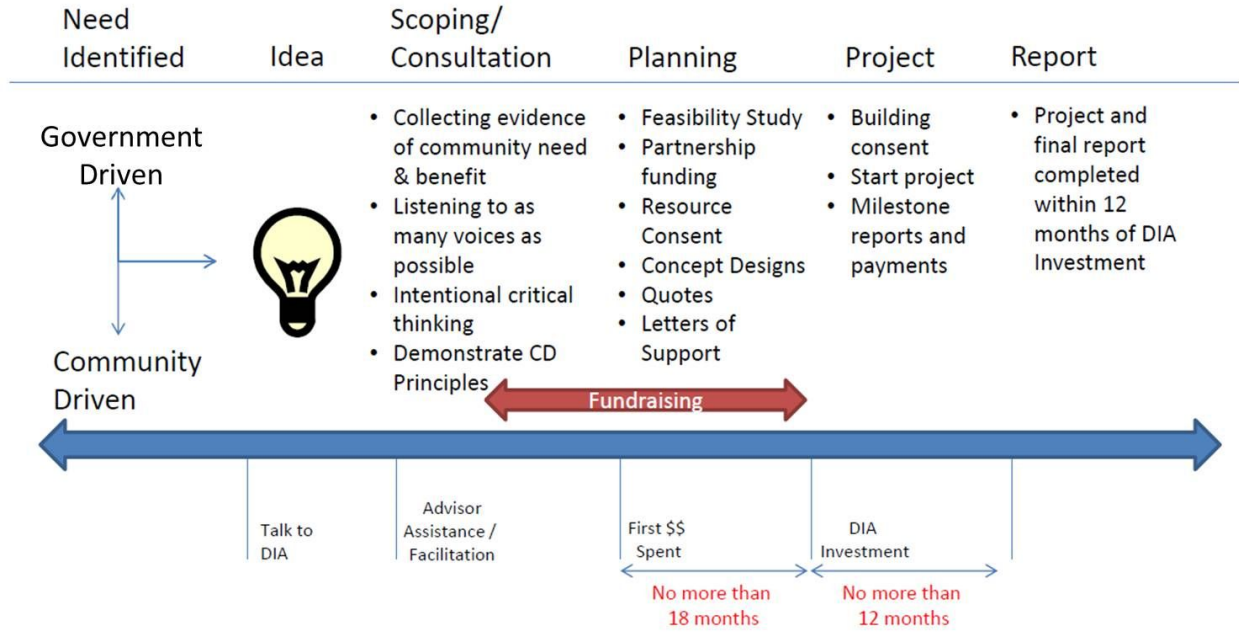 Need
Identified
Idea
Scoping/
Consultation
Planning
Project
Report
Government
Driven
Community
Driven
• Collecting evidence
of community need
& benefit
• Listening to as
many voices as
possible
• Intentional critical
thinking
• Demonstrate CD
Principles
• Feasibility Study
• Partnership
funding
• Resource
Consent
• Concept Designs
• Quotes
• Letters of
Support
• Building
consent
• Start project
• Milestone
reports and
payments
• Project and
final report
completed
within 12
months of DIA
Investment
Fundraising
Talk to
DIA
Advisor
Assistance /
Facilitation
First $$
Spent
DIA
Investment
No more than
18 months
No more than
12 months